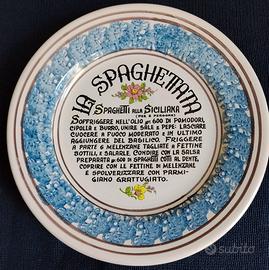 LA SPAGHETTATA
SPAGHETTI ALLA SICILIANA
(PER 6 PERSONE)
SOFFRIGGERE NELL'OLIO gr. 600 DI POMODORI,
CIPOLLA E BURRO, UNIRE SALE E PEPE: LASCIARE
CUOCERE A FUOCO MODERATO E IN ULTIMO
AGGIUNGERE DEL BASILICO. FRIGGERE
A PARTE 6 MELENZANE TAGLIATE A FETTINE
SOTTILI, E SALARLE. CONDIRE CON LA SALSA
PREPARATA gr. 600 DI SPAGHETTI COTTI AL DENTE,
COPRIRE CON LE FETTINE DI MELENZANE
E SPOLVERIZZARE CON PARMI-
GIANO GRATTUGIATO.
subito